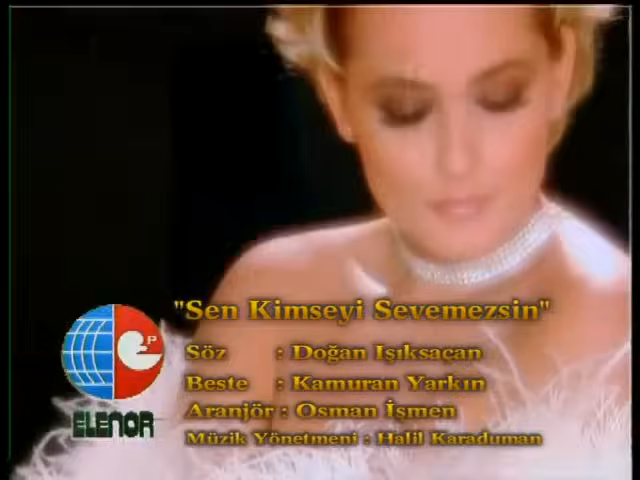 "Sen Kimseyi Sevemezsin"
Söz : Doğan Işıksaçan
Beste : Kamuran Yarkın
Aranjör : Osman İşmen
Müzik Yönetmeni : Halil Karaduman
P
ELENOR